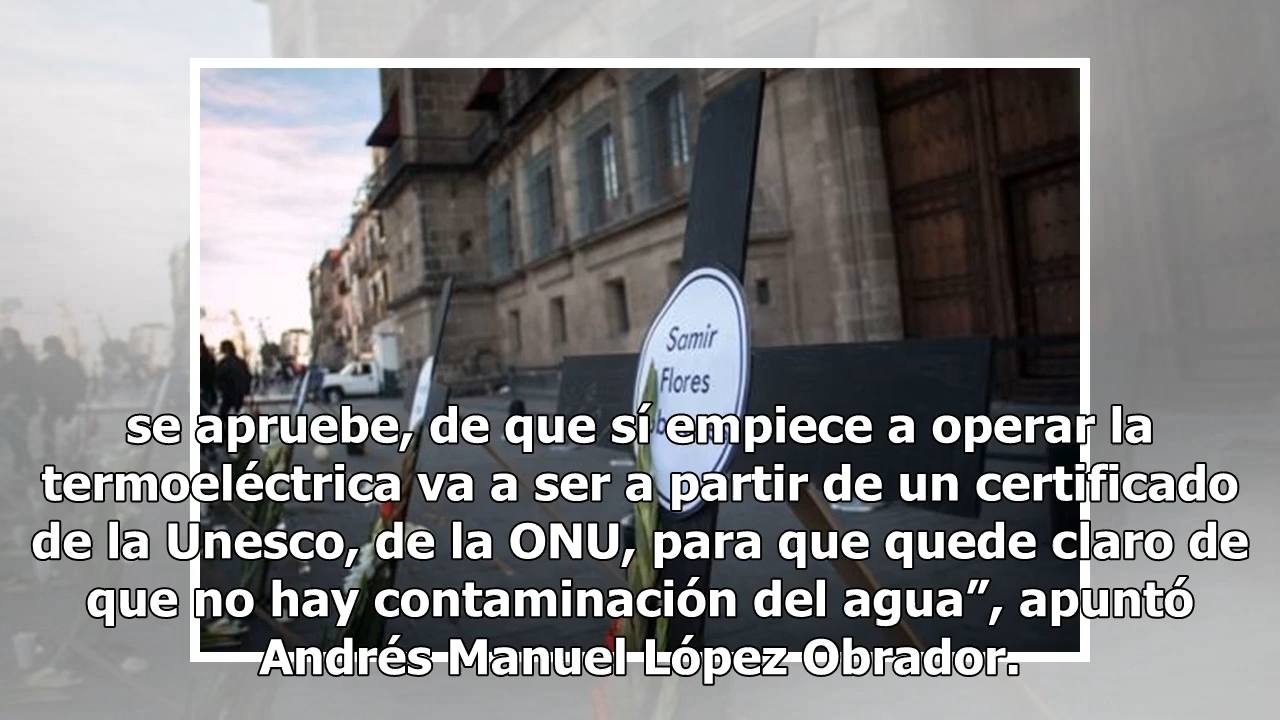 Samir
Flores
se apruebe, de que sí empiece a operar la
termoeléctrica va a ser a partir de un certificado
de la Unesco, de la ONU, para que quede claro de
que no hay contaminación del agua”, apuntó
Andrés Manuel López Obrador.